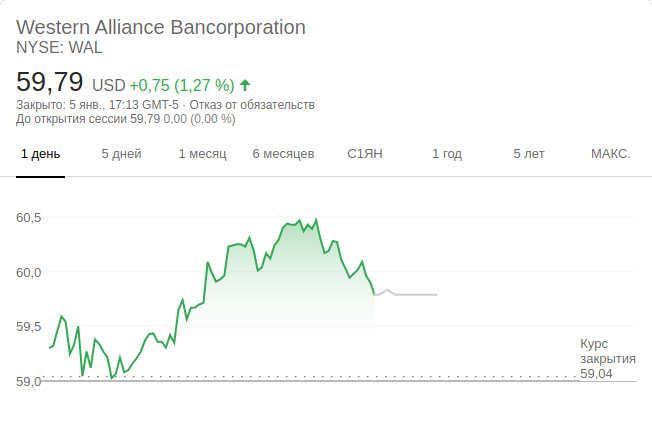 Western Alliance Bancorporation
NYSE: WAL
59,79 USD +0,75 (1,27 %)
Закрыто: 5 янв., 17:13 GMT-5 · Отказ от обязательств
До открытия сессии 59,79 0,00 (0,00 %)
1 день 5 дней 1 месяц 6 месяцев С1ЯН 1 год 5 лет МАКС.
60,5
60,0
59,5
59,0
Курс
закрытия
59,04